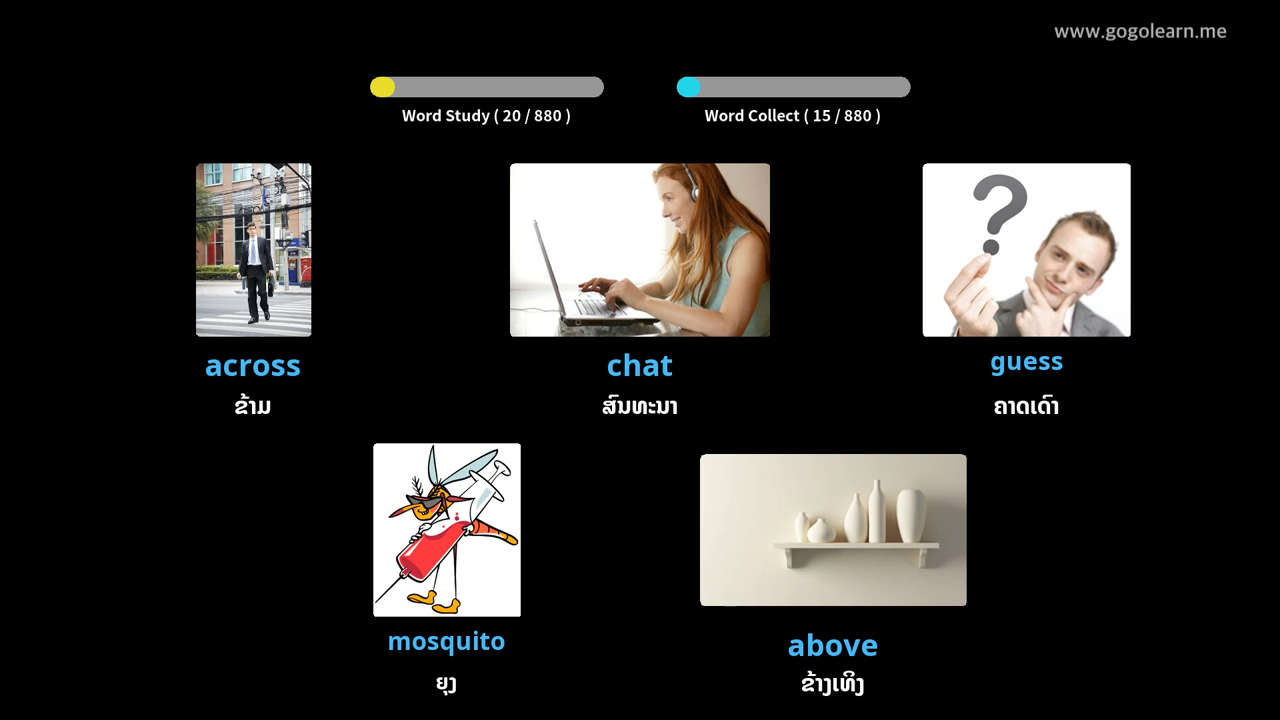 www.gogolearn.me
Word Study ( 20 / 880 )
Word Collect ( 15 / 880 )
across
chat
guess
ຂ້າມ
ສົນທະນາ
ຄາດເດົາ
mosquito
above
ຍຸງ
ຂ້າງເທິງ